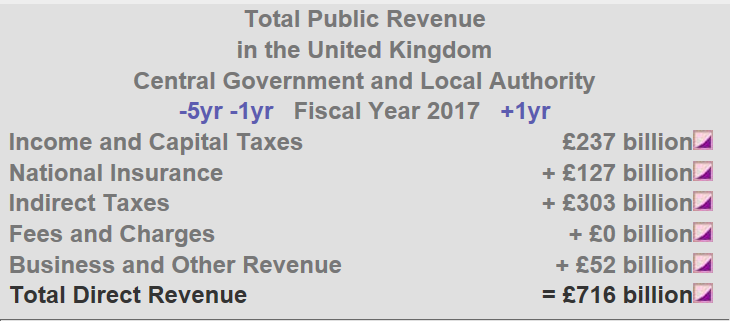 Total Public Revenue
in the United Kingdom
Central Government and Local Authority
-5yr -1yr Fiscal Year 2017 +1yr
Income and Capital Taxes £237 billion
National Insurance + £127 billion
Indirect Taxes + £303 billion
Fees and Charges + £0 billion
Business and Other Revenue + £52 billion
Total Direct Revenue = £716 billion